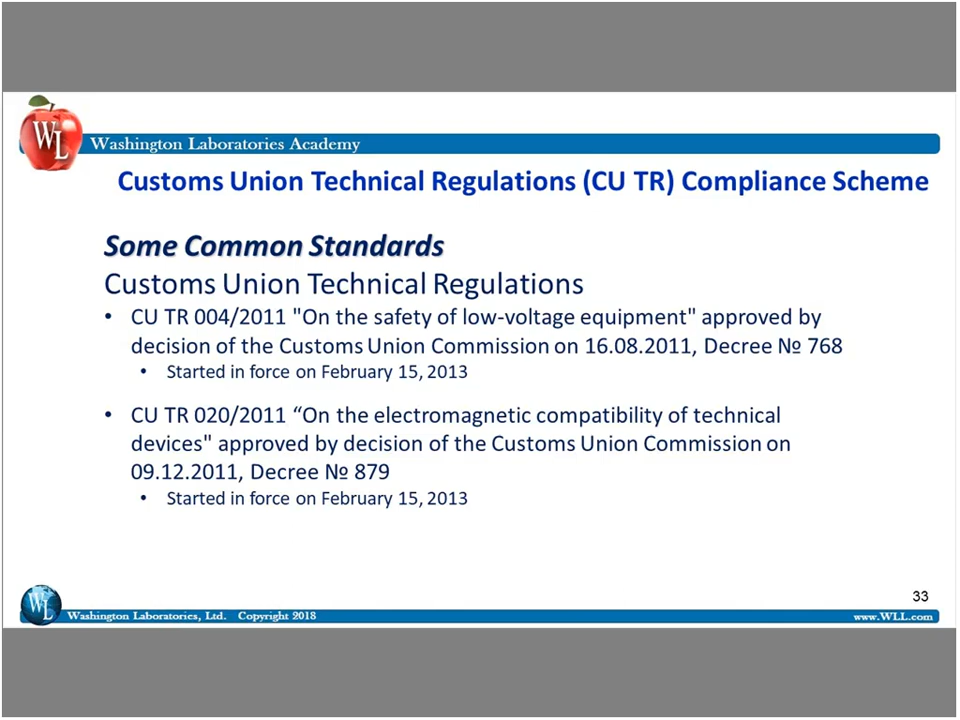 WL
Washington Laboratories Academy
Customs Union Technical Regulations (CU TR) Compliance Scheme
Some Common Standards
Customs Union Technical Regulations
• CU TR 004/2011 "On the safety of low-voltage equipment" approved by
decision of the Customs Union Commission on 16.08.2011, Decree № 768
• Started in force on February 15, 2013
• CU TR 020/2011 “On the electromagnetic compatibility of technical
devices" approved by decision of the Customs Union Commission on
09.12.2011, Decree № 879
• Started in force on February 15, 2013
33
WL
Washington Laboratories, Ltd. Copyright 2018
www.WLL.com